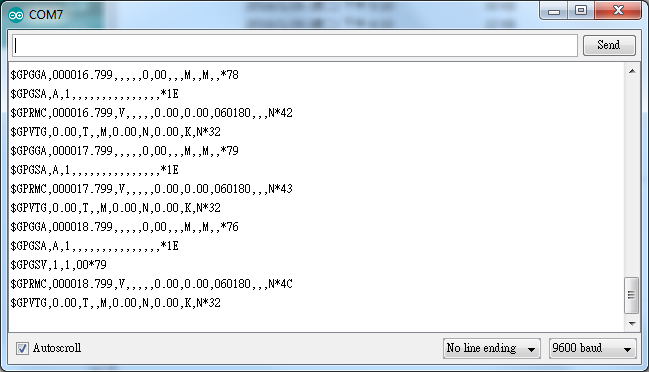 COM7
Send
$GPGGA,000016.799,,,,,0,00,,,M,,M,,*78
$GPGSA,A,1,,,,,,,,,,,,,,,*1E
$GPRMC,000016.799,V,,,,,0.00,0.00,060180,,,N*42
$GPVTG,0.00,T,,M,0.00,N,0.00,K,N*32
$GPGGA,000017.799,,,,,0,00,,,M,,M,,*79
$GPGSA,A,1,,,,,,,,,,,,,,,*1E
$GPRMC,000017.799,V,,,,,0.00,0.00,060180,,,N*43
$GPVTG,0.00,T,,M,0.00,N,0.00,K,N*32
$GPGGA,000018.799,,,,,0,00,,,M,,M,,*76
$GPGSA,A,1,,,,,,,,,,,,,,,*1E
$GPGSV,1,1,00*79
$GPRMC,000018.799,V,,,,,0.00,0.00,060180,,,N*4C
$GPVTG,0.00,T,,M,0.00,N,0.00,K,N*32
Autoscroll
No line ending
9600 baud